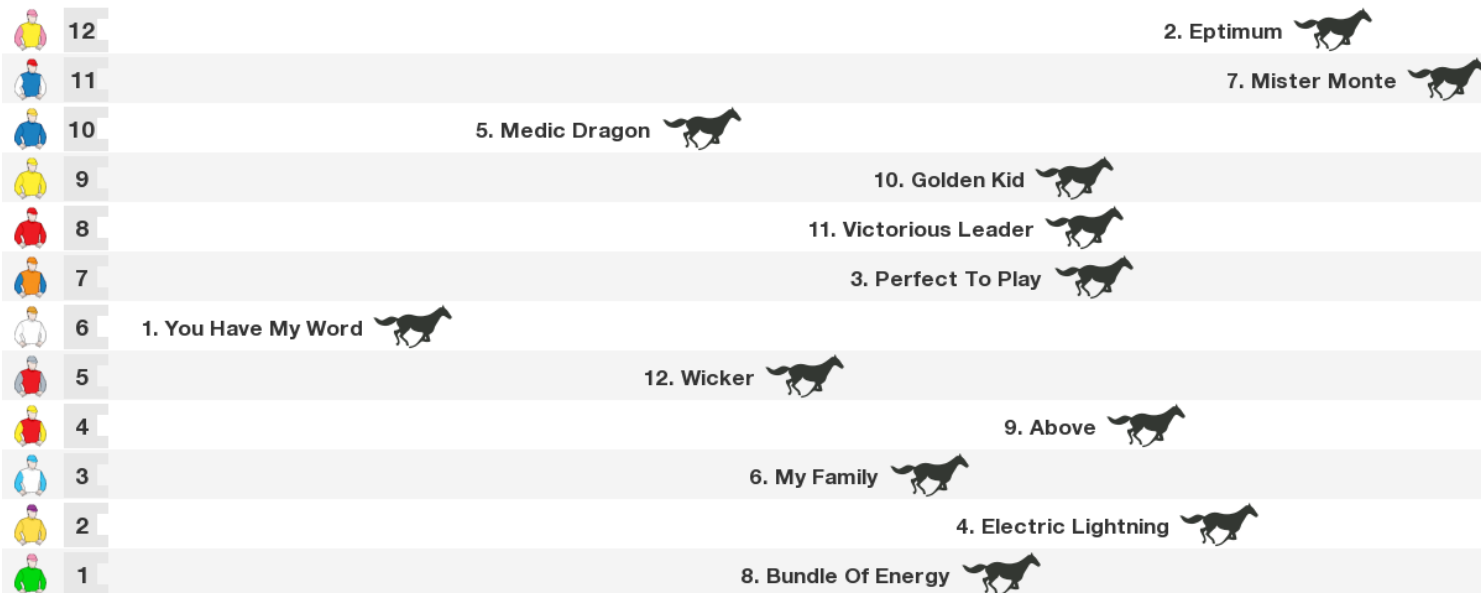 12 2. Eptimum
11 7. Mister Monte
10 5. Medic Dragon
9 10. Golden Kid
8 11. Victorious Leader
7 3. Perfect To Play
6 1. You Have My Word
5 12. Wicker
4 9. Above
3 6. My Family
2 4. Electric Lightning
1 8. Bundle Of Energy